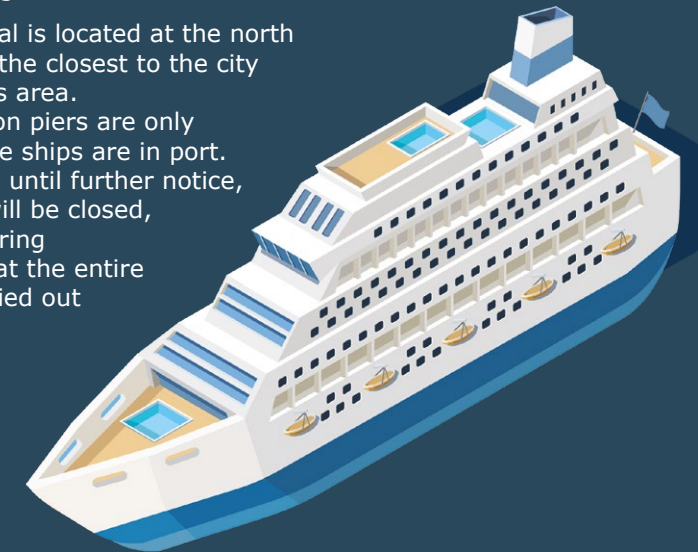 al is located at the north
the closest to the city
s area.
on piers are only
e ships are in port.
until further notice,
will be closed,
ring
at the entire
ied out